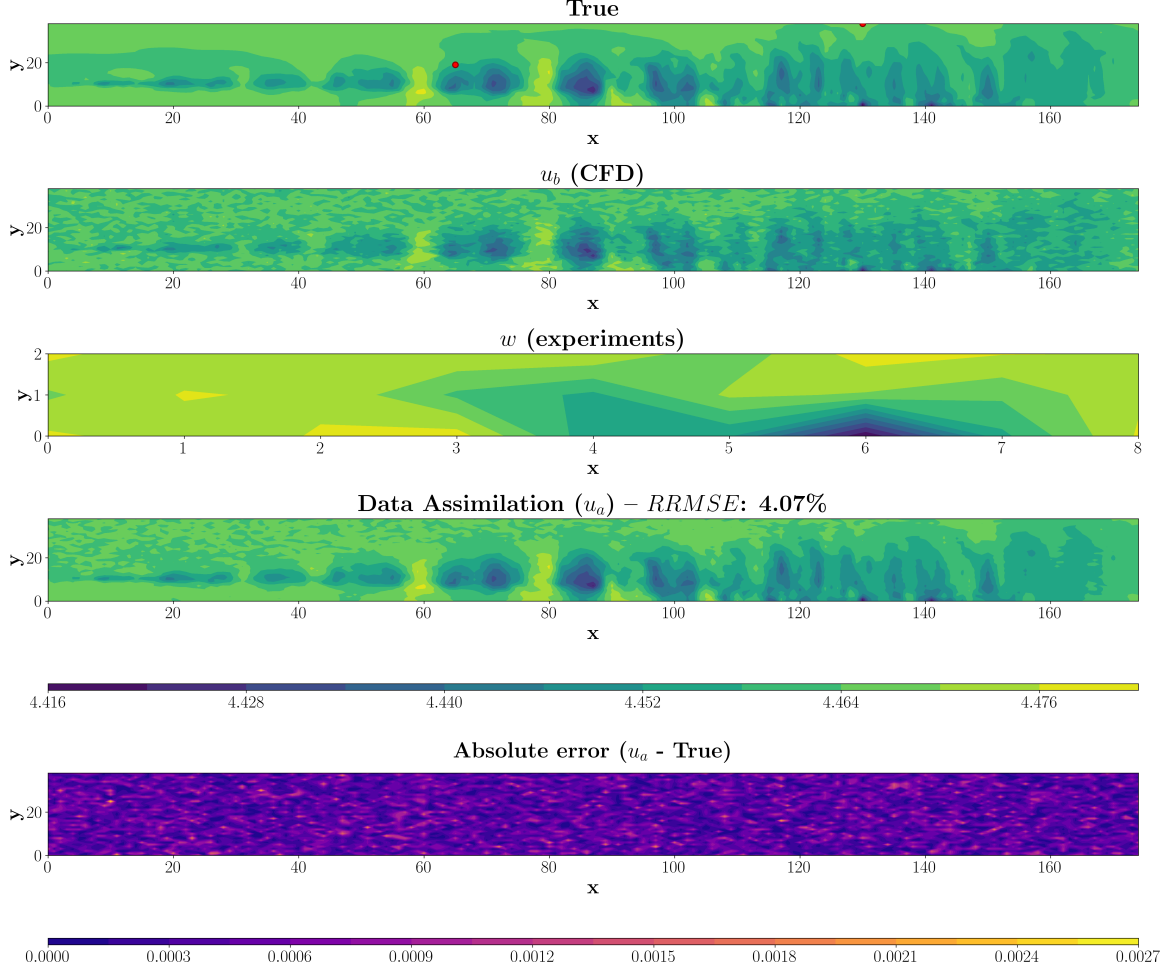 True
y
20
0
0 20 40 60 80 100 120 140 160
x
u_b (CFD)
y
20
0
0 20 40 60 80 100 120 140 160
x
w (experiments)
y
2
1
0
0 1 2 3 4 5 6 7 8
x
Data Assimilation (u_a) – RRMSE: 4.07%
y
20
0
0 20 40 60 80 100 120 140 160
x
4.416 4.428 4.440 4.452 4.464 4.476
Absolute error (u_a - True)
y
20
0
0 20 40 60 80 100 120 140 160
x
0.0000 0.0003 0.0006 0.0009 0.0012 0.0015 0.0018 0.0021 0.0024 0.0027